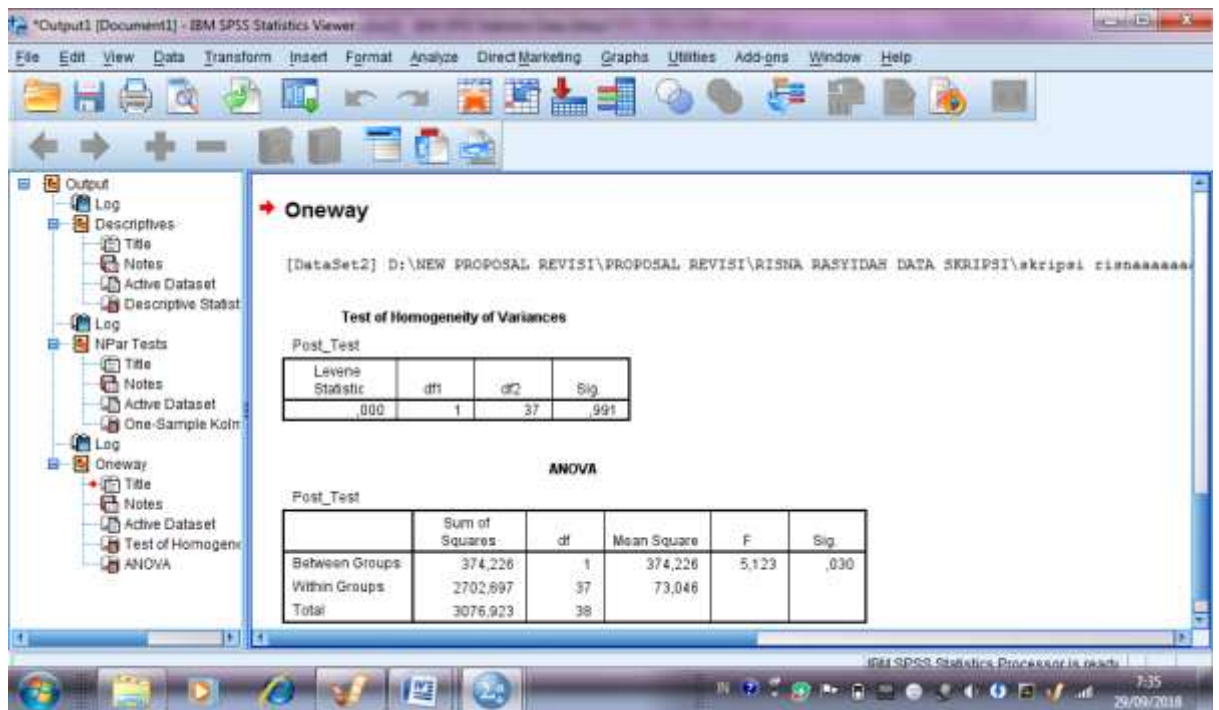 *Output1 [Document1] - IBM SPSS Statistics Viewer
File Edit View Data Transform Insert Format Analyze Direct Marketing Graphs Utilities Add-ons Window Help
Output
Log
Descriptives
Title
Notes
Active Dataset
Descriptive Statist
Log
NPar Tests
Title
Notes
Active Dataset
One-Sample Kolm
Log
Oneway
Title
Notes
Active Dataset
Test of Homogene
ANOVA
Oneway
[DataSet2] D:\NEW PROPOSAL REVISI\PROPOSAL REVISI\RISNA RASYIDAH DATA SKRIPSI\skripsi
Test of Homogeneity of Variances
Post_Test
Levene Statistic df1 df2 Sig.
,000 1 37 ,991
ANOVA
Post_Test
Sum of Squares df Mean Square F Sig.
Between Groups 374,226 1 374,226 5,123 ,030
Within Groups 2702,697 37 73,046
Total 3076,923 38
IBM SPSS Statistics Processor is ready
IN
7:35
29/09/2018